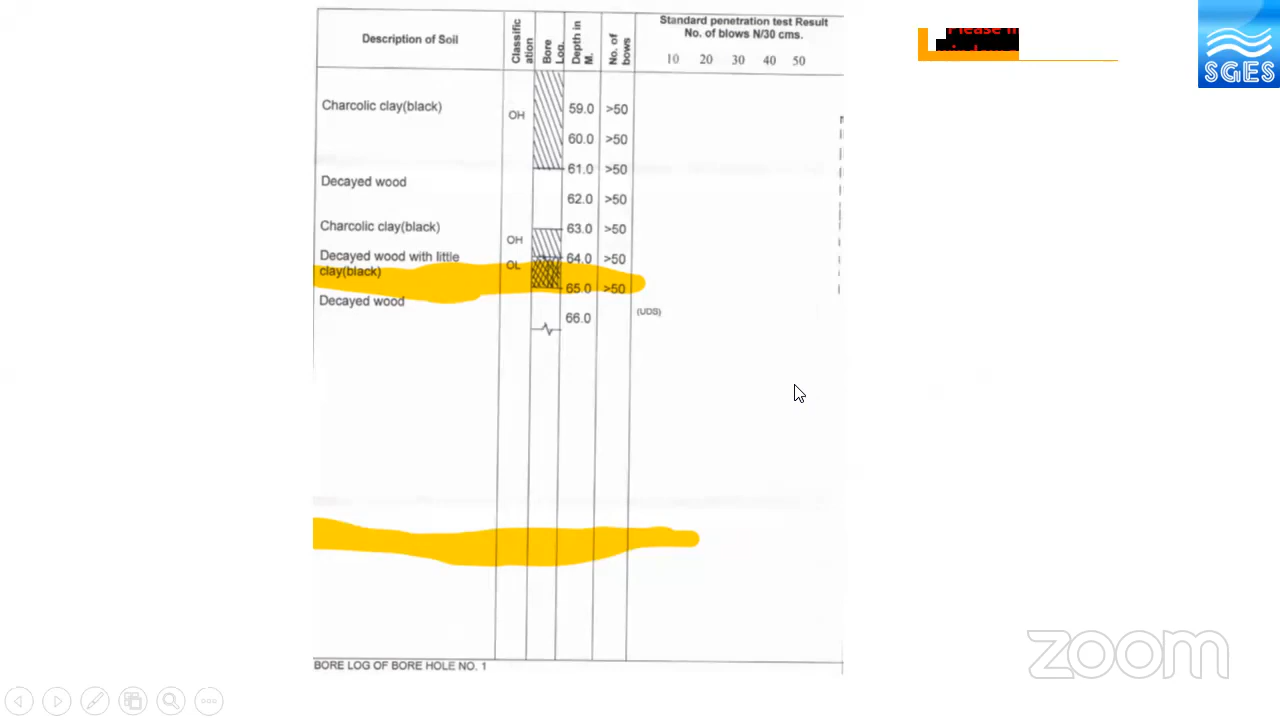 Description of Soil
Classific
ation
Bore
Log.
Depth in
M.
No. of
bows
Standard penetration test Result
No. of blows N/30 cms.
10 20 30 40 50
Charcolic clay(black)
OH
59.0 >50
60.0 >50
61.0 >50
Decayed wood
62.0 >50
Charcolic clay(black)
63.0 >50
OH
Decayed wood with little
clay(black)
64.0 >50
OL
65.0 >50
Decayed wood
66.0
(UDS)
BORE LOG OF BORE HOLE NO. 1
Please
SGES
zoom